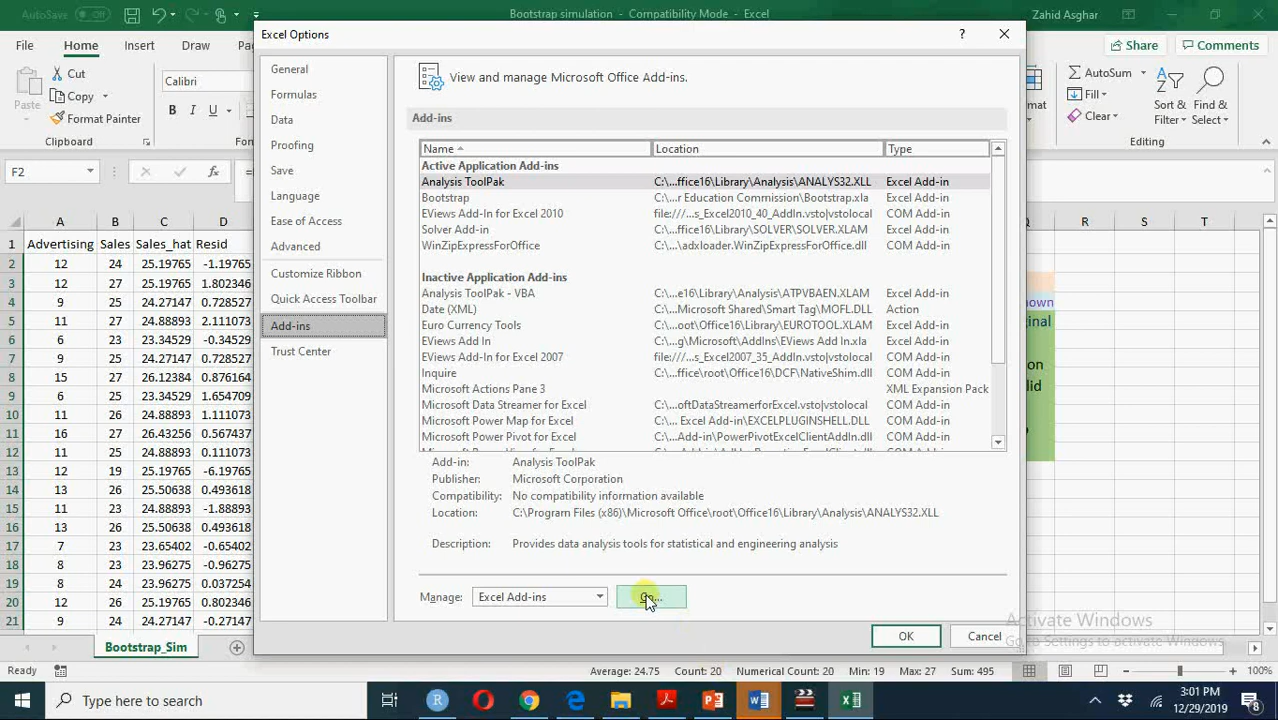 AutoSave Off Bootstrap simulation - Compatibility Mode - Excel Zahid Asghar
File Home Insert Draw Share Comments
Cut
Copy
Format Painter
Paste
Clipboard
Calibri
B I U
AutoSum
Fill
Clear
Sort & Filter
Find & Select
Editing
F2
A B C D Q R S T
1 Advertising Sales Sales_hat Resid
2 12 24 25.19765 -1.19765
3 12 27 25.19765 1.802346
4 9 25 24.27147 0.728527
5 11 27 24.88893 2.111073
6 6 23 23.34529 -0.34529
7 9 25 24.27147 0.728527
8 15 27 26.12384 0.876164
9 6 25 23.34529 1.654709
10 11 26 24.88893 1.111073
11 16 27 26.43256 0.567437
12 11 25 24.88893 0.111073
13 12 19 25.19765 -6.19765
14 13 26 25.50638 0.493618
15 11 23 24.88893 -1.88893
16 13 26 25.50638 0.493618
17 7 23 23.65402 -0.65402
18 8 23 23.96275 -0.96275
19 8 24 23.96275 0.037254
20 12 26 25.19765 0.802346
21 9 24 24.27147 -0.27147
Excel Options
?
General
Formulas
Data
Proofing
Save
Language
Ease of Access
Advanced
Customize Ribbon
Quick Access Toolbar
Add-ins
Trust Center
View and manage Microsoft Office Add-ins.
Add-ins
Name Location Type
Active Application Add-ins
Analysis ToolPak C:\...ffice16\Library\Analysis\ANALYS32.XLL Excel Add-in
Bootstrap C:\...r Education Commission\Bootstrap.xla Excel Add-in
EViews Add-In for Excel 2010 file:///...s_Excel2010_40_AddIn.vsto|vstolocal COM Add-in
Solver Add-in C:\...ffice16\Library\SOLVER\SOLVER.XLAM Excel Add-in
WinZipExpressForOffice C:\...adxloader.WinZipExpressForOffice.dll COM Add-in
Inactive Application Add-ins
Analysis ToolPak - VBA C:\...e16\Library\Analysis\ATPVBAEN.XLAM Excel Add-in
Date (XML) C:\...Microsoft Shared\Smart Tag\MOFL.DLL Action
Euro Currency Tools C:\...oot\Office16\Library\EUROTOOL.XLAM Excel Add-in
EViews Add In C:\...g\Microsoft\AddIns\EViews Add In.xla Excel Add-in
EViews Add-In for Excel 2007 file:///...s_Excel2007_35_AddIn.vsto|vstolocal COM Add-in
Inquire C:\...ffice\root\Office16\DCF\NativeShim.dll COM Add-in
Microsoft Actions Pane 3 XML Expansion Pack
Microsoft Data Streamer for Excel C:\...oftDataStreamerforExcel.vsto|vstolocal COM Add-in
Microsoft Power Map for Excel C:\... Excel Add-in\EXCELPLUGINSHELL.DLL COM Add-in
Microsoft Power Pivot for Excel C:\...Add-in\PowerPivotExcelClientAddIn.dll COM Add-in
Add-in: Analysis ToolPak
Publisher: Microsoft Corporation
Compatibility: No compatibility information available
Location: C:\Program Files (x86)\Microsoft Office\root\Office16\Library\Analysis\ANALYS32.XLL
Description: Provides data analysis tools for statistical and engineering analysis
Manage: Excel Add-ins Go...
OK Cancel
Activate Windows
Go to Settings to activate Windows.
Bootstrap_Sim
Ready Average: 24.75 Count: 20 Numerical Count: 20 Min: 19 Max: 27 Sum: 495 100%
Type here to search
3:01 PM
12/29/2019
8